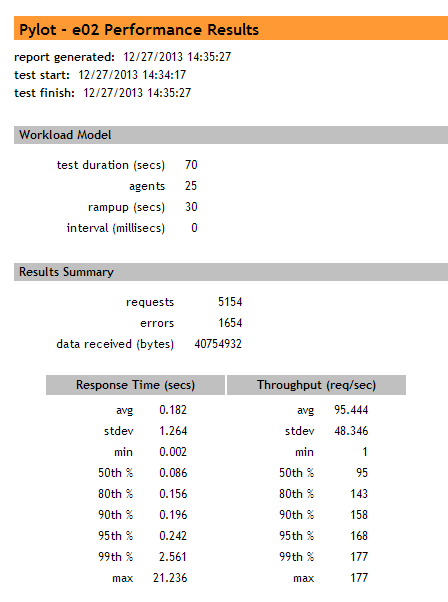 Pylot - e02 Performance Results
report generated: 12/27/2013 14:35:27
test start: 12/27/2013 14:34:17
test finish: 12/27/2013 14:35:27
Workload Model
test duration (secs) 70
agents 25
rampup (secs) 30
interval (millisecs) 0
Results Summary
requests 5154
errors 1654
data received (bytes) 40754932
Response Time (secs) Throughput (req/sec)
avg 0.182 avg 95.444
stdev 1.264 stdev 48.346
min 0.002 min 1
50th % 0.086 50th % 95
80th % 0.156 80th % 143
90th % 0.196 90th % 158
95th % 0.242 95th % 168
99th % 2.561 99th % 177
max 21.236 max 177